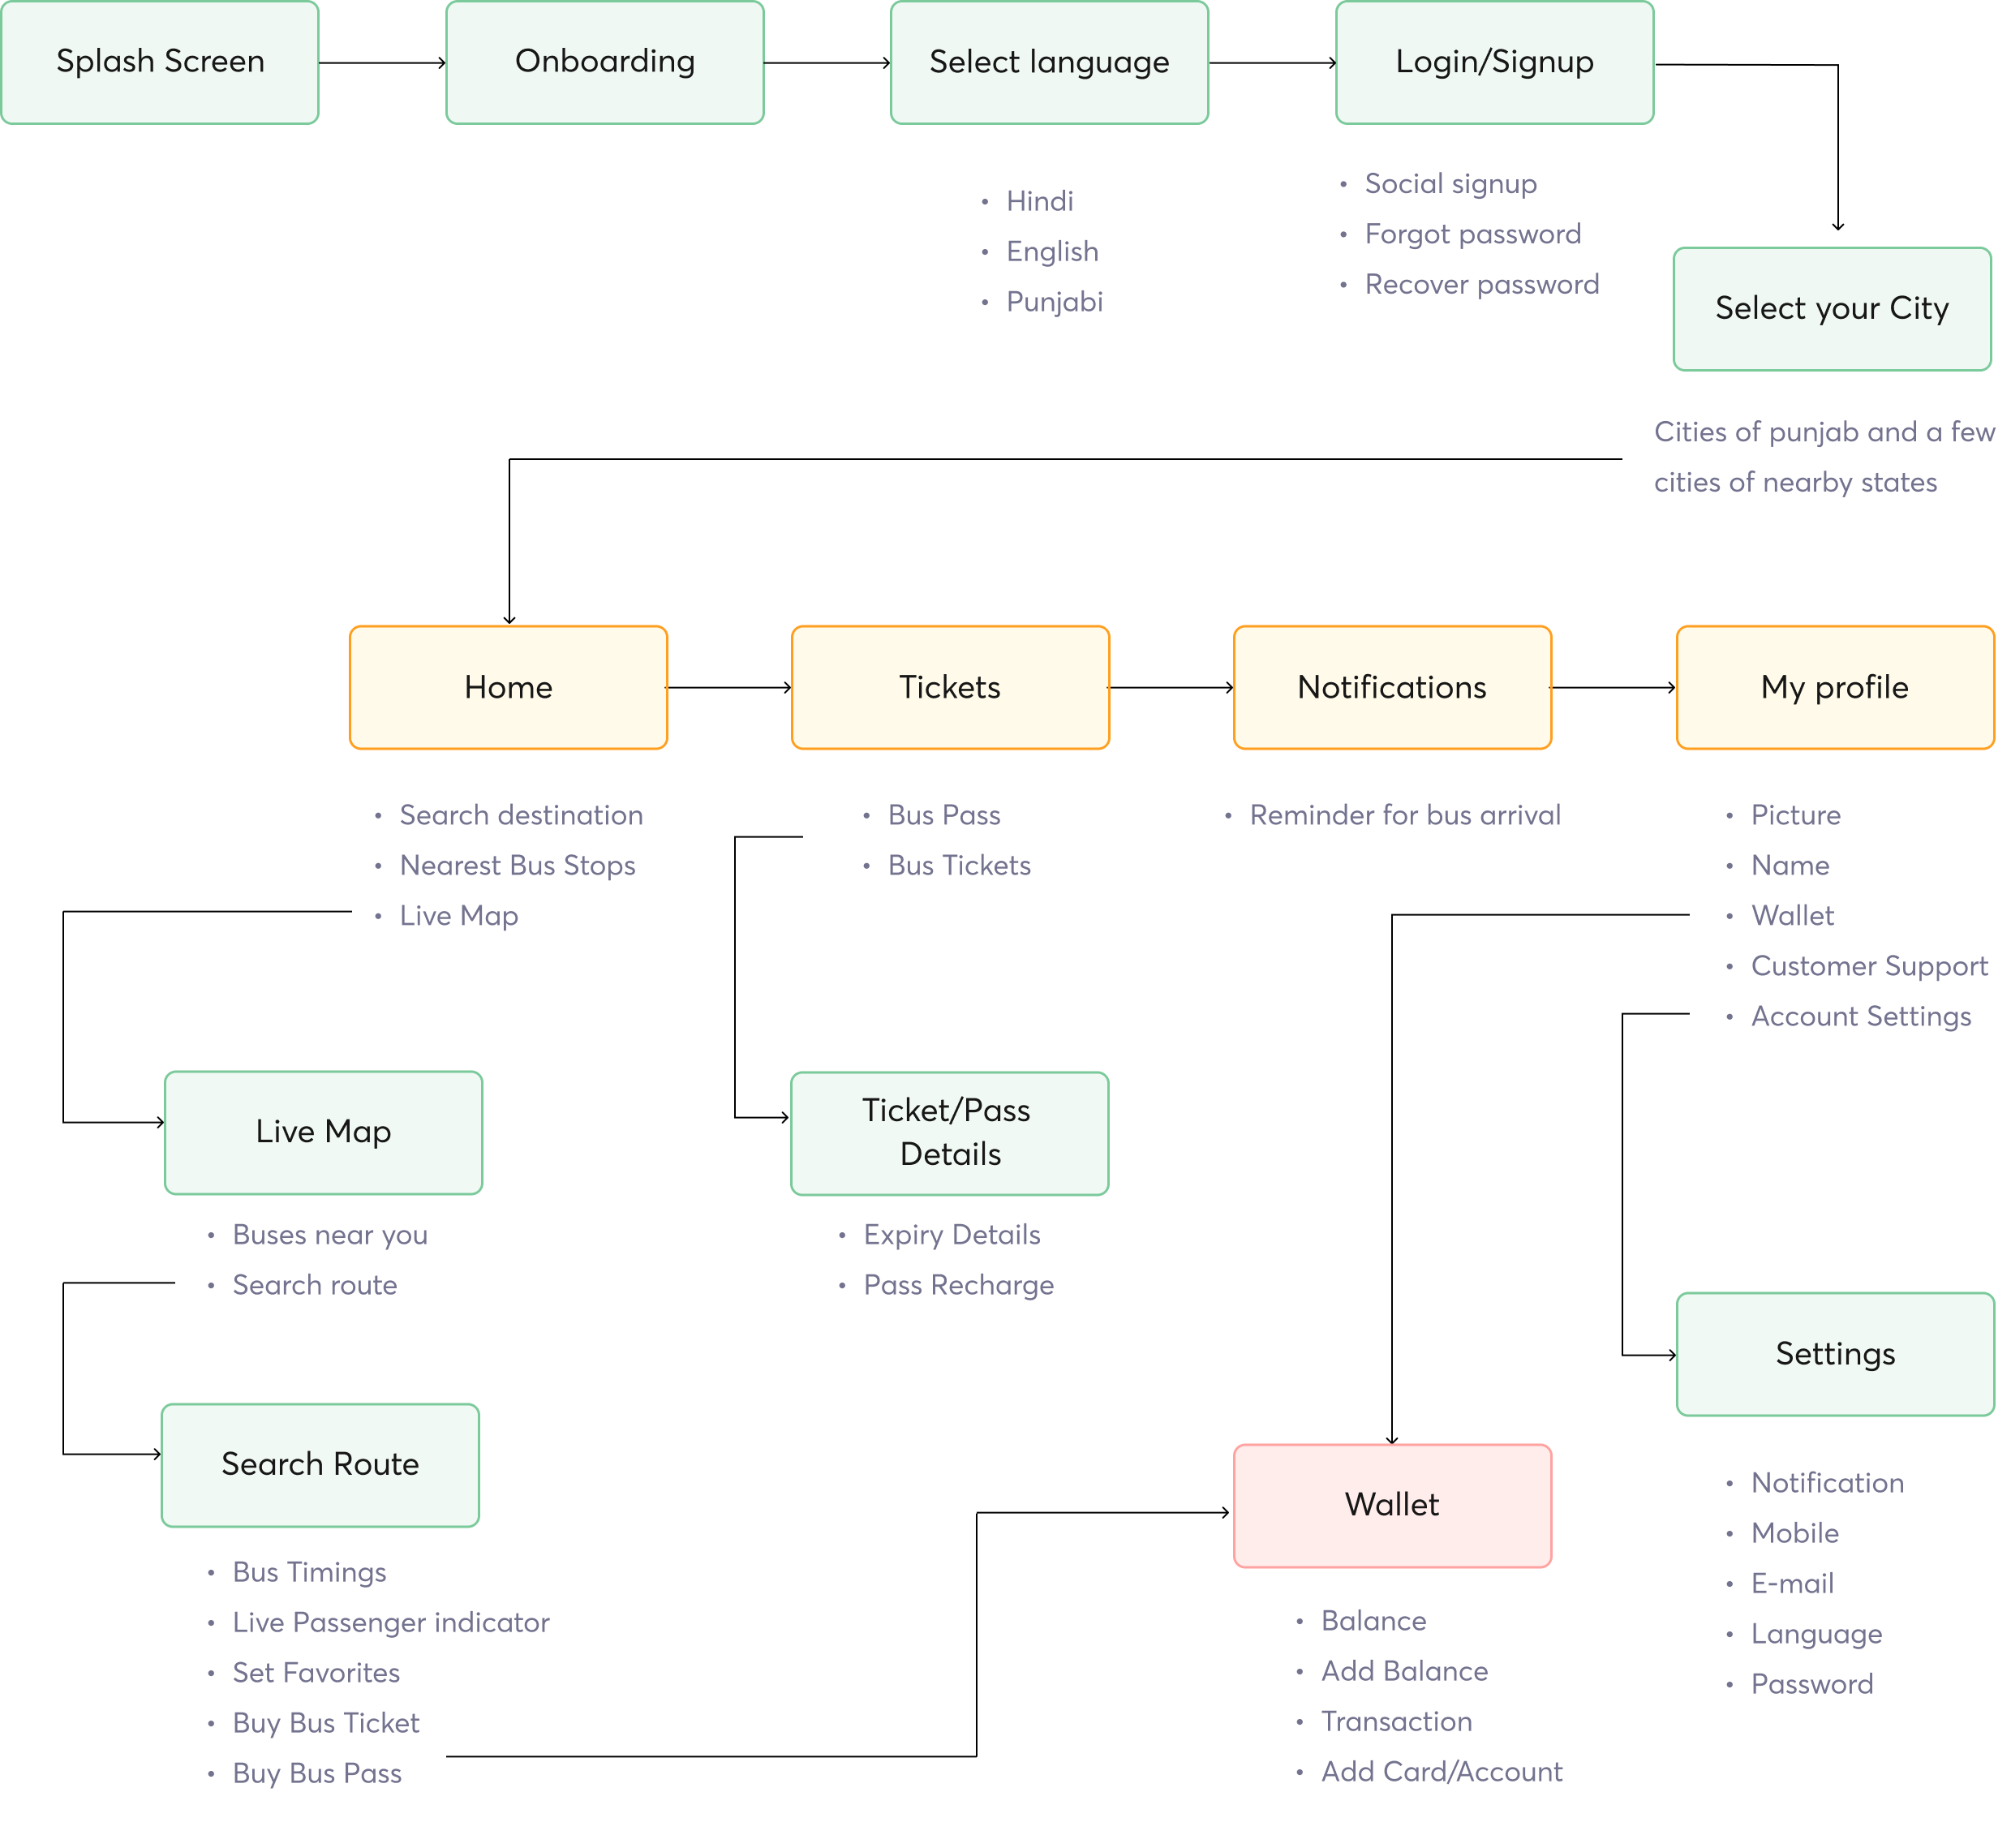 Splash Screen
Onboarding
Select language
Login/Signup
• Hindi
• English
• Punjabi
• Social signup
• Forgot password
• Recover password
Select your City
Cities of punjab and a few
cities of nearby states
Home
Tickets
Notifications
My profile
• Search destination
• Nearest Bus Stops
• Live Map
• Bus Pass
• Bus Tickets
• Reminder for bus arrival
• Picture
• Name
• Wallet
• Customer Support
• Account Settings
Live Map
• Buses near you
• Search route
Ticket/Pass
Details
• Expiry Details
• Pass Recharge
Search Route
• Bus Timings
• Live Passenger indicator
• Set Favorites
• Buy Bus Ticket
• Buy Bus Pass
Wallet
• Balance
• Add Balance
• Transaction
• Add Card/Account
Settings
• Notification
• Mobile
• E-mail
• Language
• Password